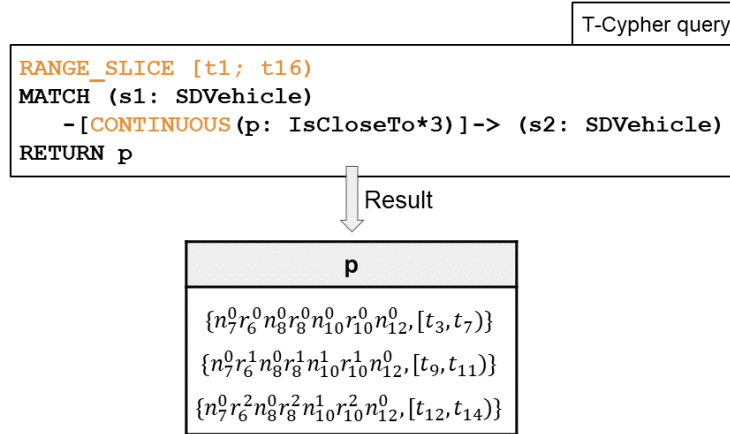 T-Cypher query
RANGE_SLICE [t1; t16)
MATCH (s1: SDVehicle)
-[CONTINUOUS(p: IsCloseTo*3)]-> (s2: SDVehicle)
RETURN p
Result
p
{n₇⁰r₆⁰n₈⁰r₈⁰n₁₀⁰r₁₀⁰n₁₂⁰, [t₃, t₇)}
{n₇⁰r₆¹n₈⁰r₈¹n₁₀¹r₁₀¹n₁₂⁰, [t₉, t₁₁)}
{n₇⁰r₆²n₈⁰r₈²n₁₀¹r₁₀²n₁₂⁰, [t₁₂, t₁₄)}